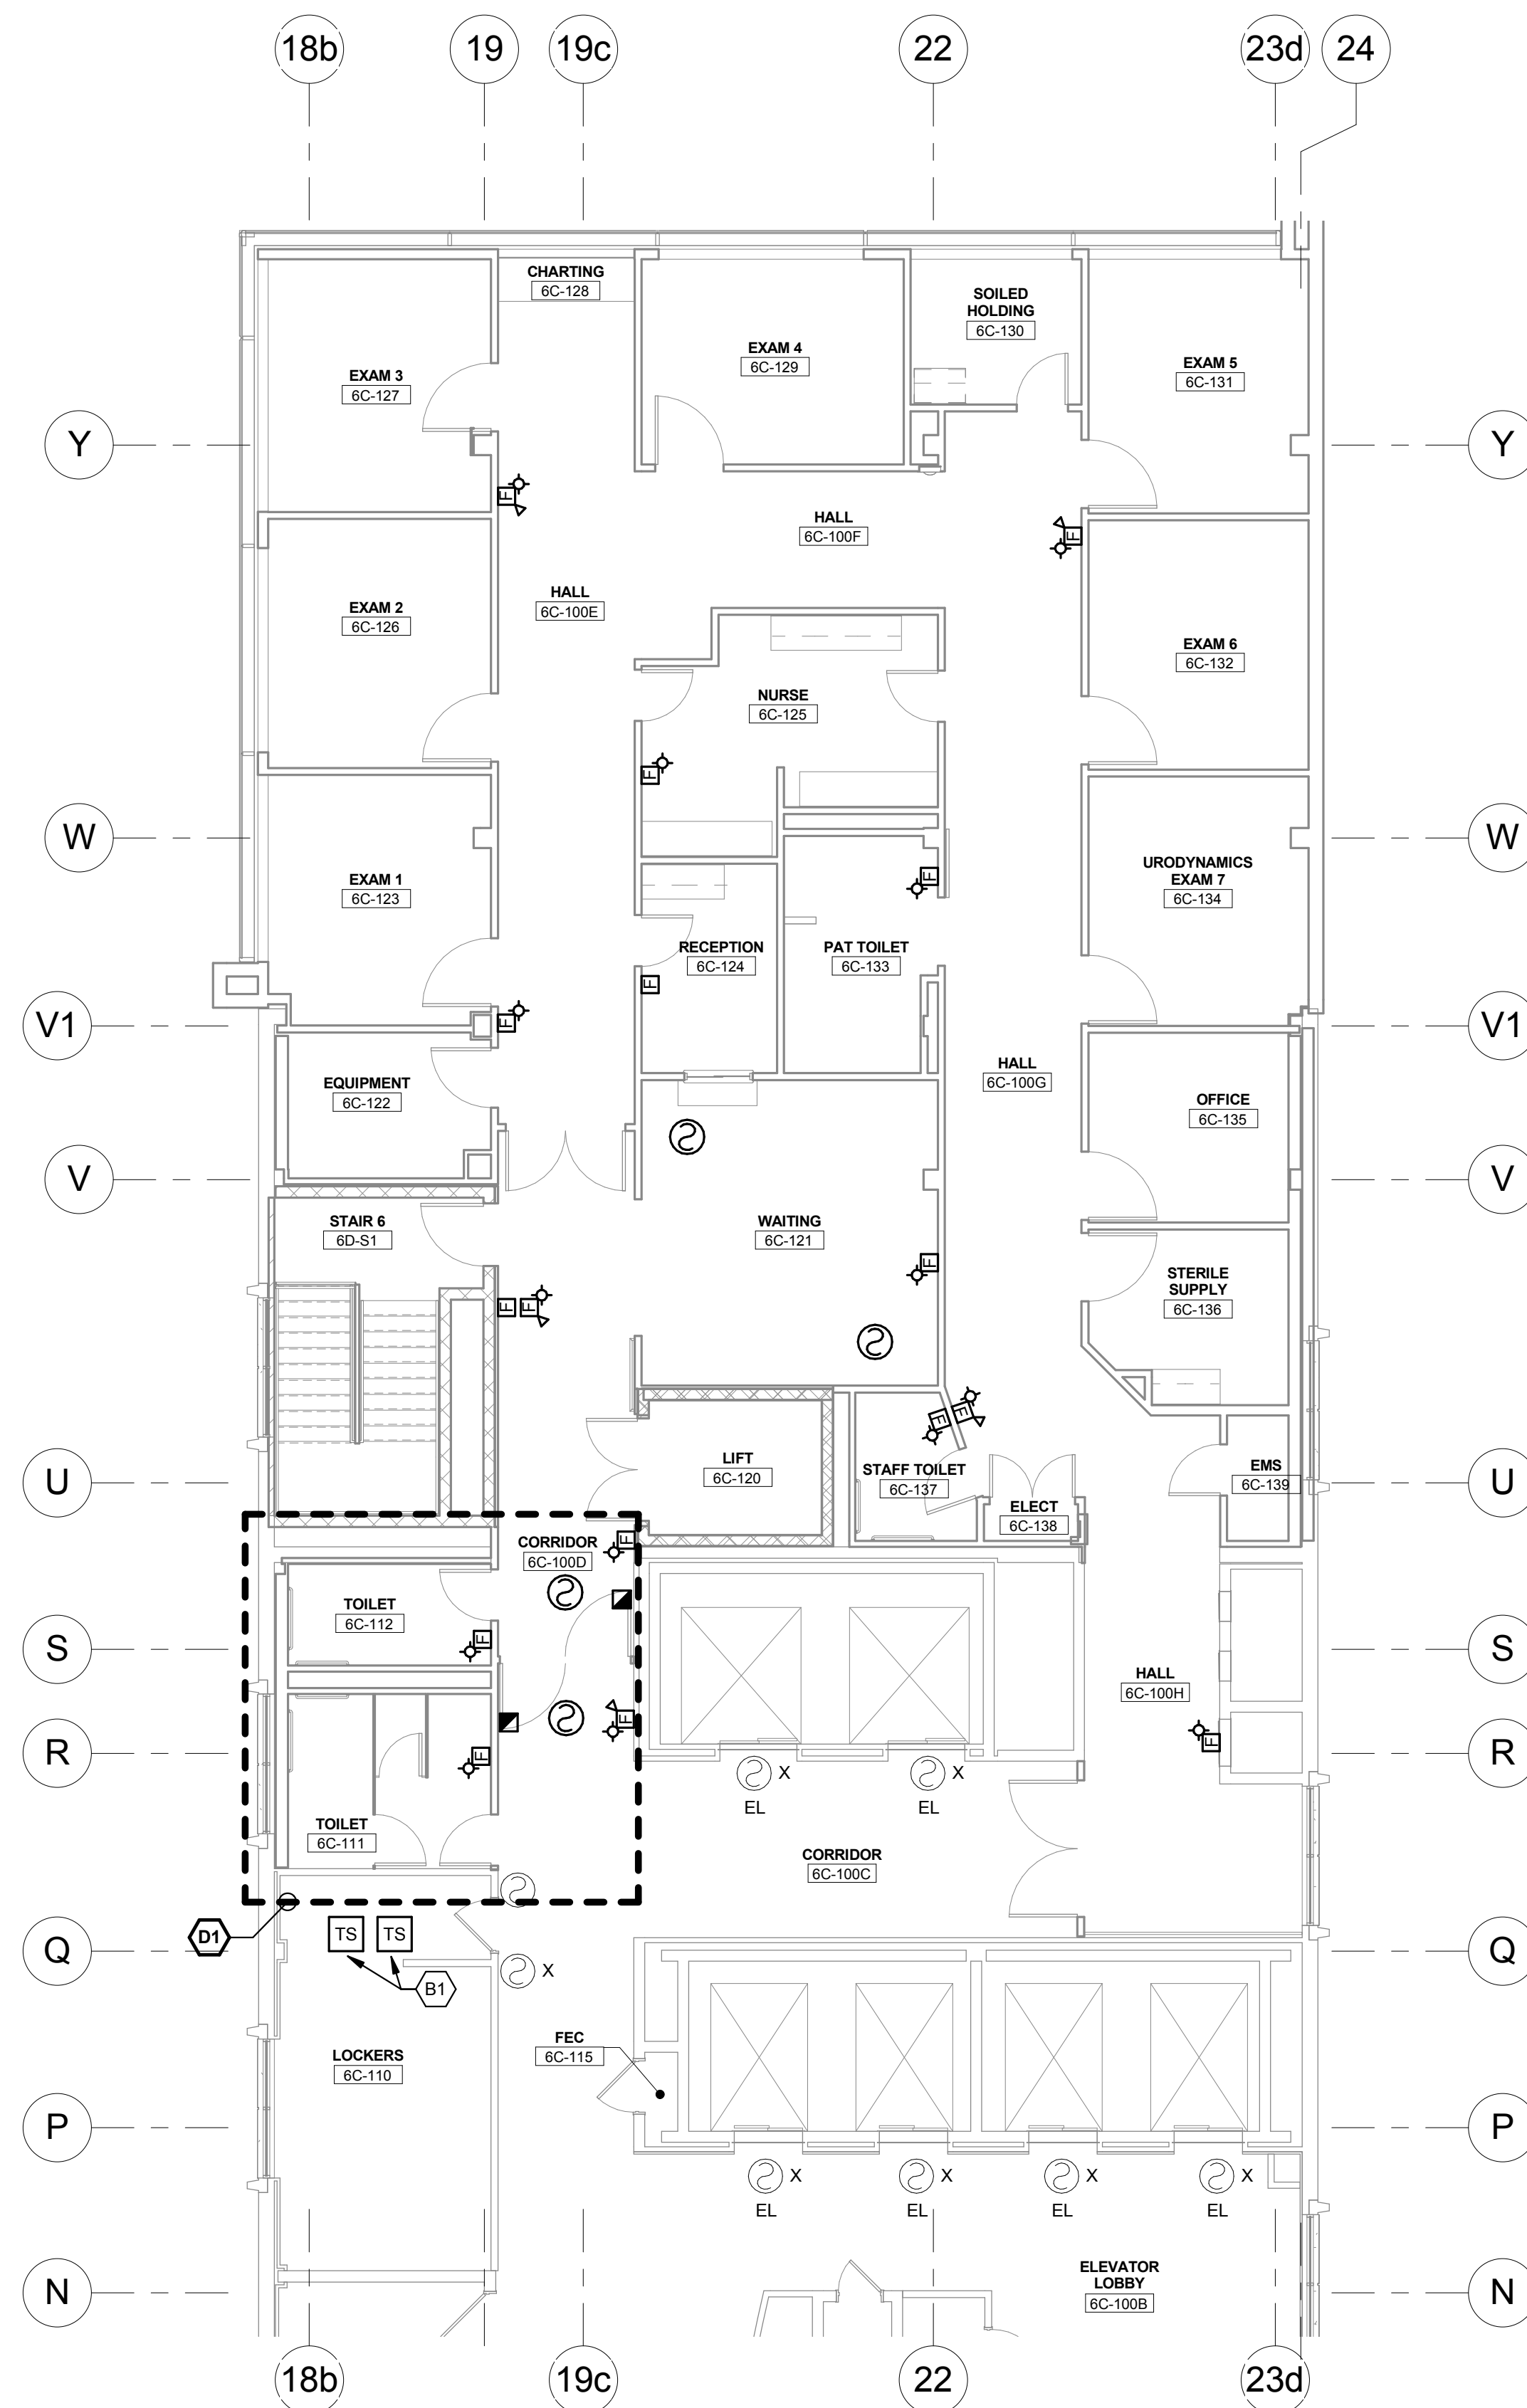 18b
19
19c
22
23d
24
CHARTING
6C-128
SOILED
HOLDING
6C-130
EXAM 4
6C-129
EXAM 5
6C-131
EXAM 3
6C-127
Y
Y
F
HALL
6C-100F
F
HALL
6C-100E
EXAM 2
6C-126
EXAM 6
6C-132
NURSE
6C-125
F
W
W
URODYNAMICS
EXAM 7
6C-134
EXAM 1
6C-123
F
RECEPTION
6C-124
PAT TOILET
6C-133
F
F
V1
V1
HALL
6C-100G
EQUIPMENT
6C-122
OFFICE
6C-135
V
V
STAIR 6
6D-S1
WAITING
6C-121
F
STERILE
SUPPLY
6C-136
F
F
F
F
LIFT
6C-120
STAFF TOILET
6C-137
EMS
6C-139
U
U
ELECT
6C-138
CORRIDOR
6C-100D
F
TOILET
6C-112
F
S
S
HALL
6C-100H
F
F
R
R
F
X
X
EL
EL
TOILET
6C-111
CORRIDOR
6C-100C
D1
TS
TS
Q
Q
X
B1
FEC
6C-115
LOCKERS
6C-110
P
P
X
X
X
X
EL
EL
EL
EL
ELEVATOR
LOBBY
6C-100B
N
N
18b
19c
22
23d